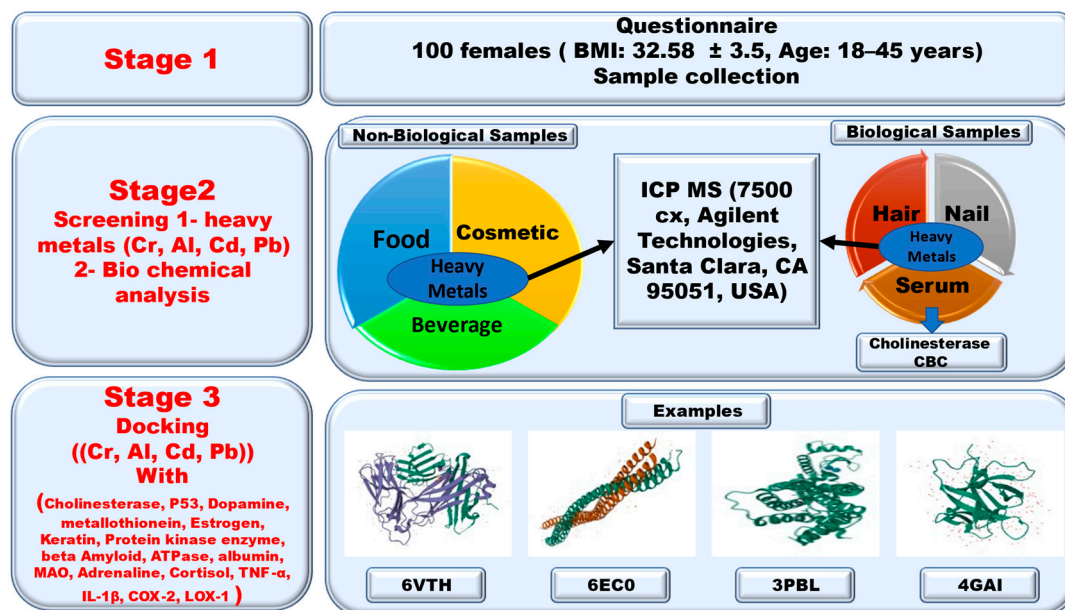 Stage 1
Questionnaire
100 females ( BMI: 32.58 ± 3.5, Age: 18–45 years)
Sample collection
Stage2
Screening 1- heavy
metals (Cr, Al, Cd, Pb)
2- Bio chemical
analysis
Non-Biological Samples
Food
Cosmetic
Heavy
Metals
Beverage
ICP MS (7500
cx, Agilent
Technologies,
Santa Clara, CA
95051, USA)
Biological Samples
Hair
Nail
Heavy
Metals
Serum
Cholinesterase
CBC
Stage 3
Docking
((Cr, Al, Cd, Pb))
With
(Cholinesterase, P53, Dopamine,
metallothionein, Estrogen,
Keratin, Protein kinase enzyme,
beta Amyloid, ATPase, albumin,
MAO, Adrenaline, Cortisol, TNF-α,
IL-1β, COX-2, LOX-1 )
Examples
6VTH
6EC0
3PBL
4GAI